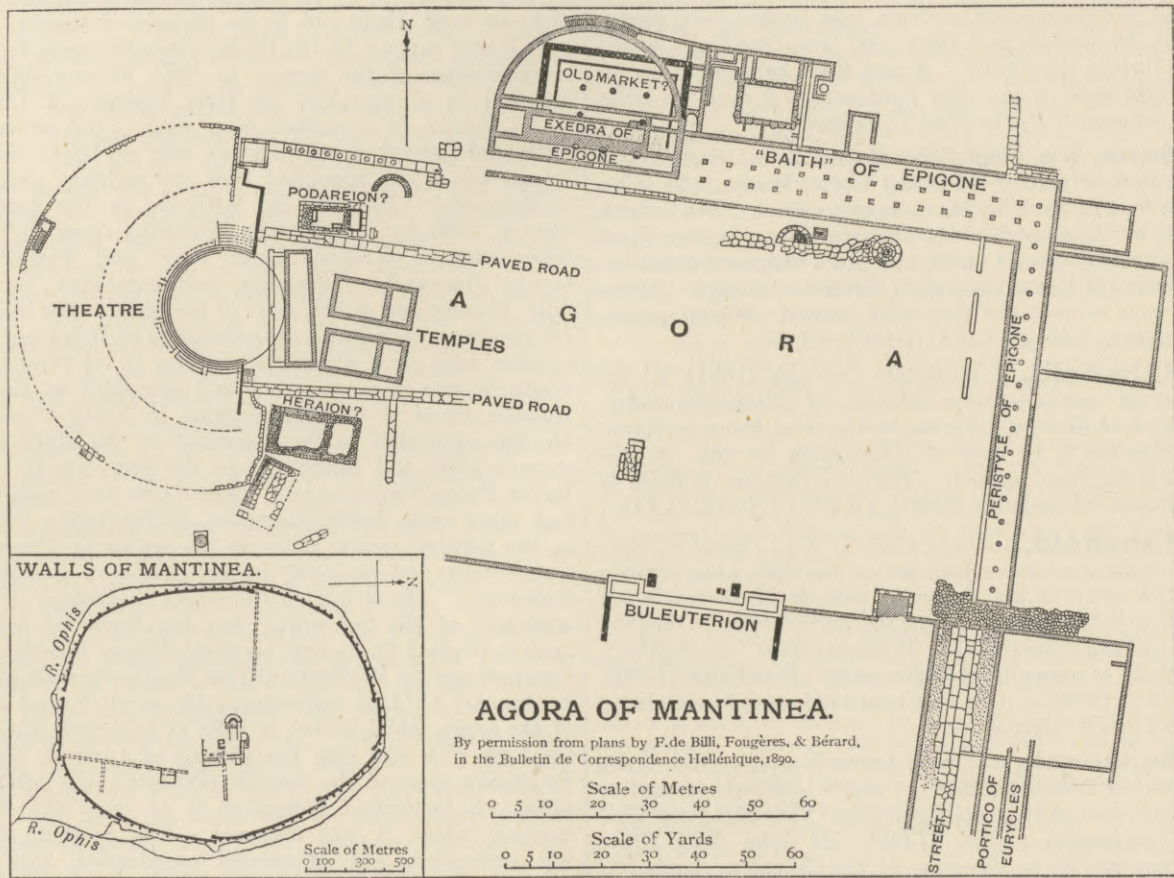 N
OLD MARKET?
EXEDRA OF
EPIGONE
"BAITH" OF EPIGONE
PODAREION?
PAVED ROAD
THEATRE
TEMPLES
AGORA
PAVED ROAD
HERAION?
PERISTYLE OF EPIGONE
BULEUTERION
STREET
PORTICO OF
EURYCLES
WALLS OF MANTINEA.
N
R. Ophis
R. Ophis
Scale of Metres
0 100 300 500
AGORA OF MANTINEA.
By permission from plans by F. de Billi, Fougères, & Bérard,
in the Bulletin de Correspondence Hellénique, 1890.
Scale of Metres
0 5 10 20 30 40 50 60
Scale of Yards
0 5 10 20 30 40 50 60